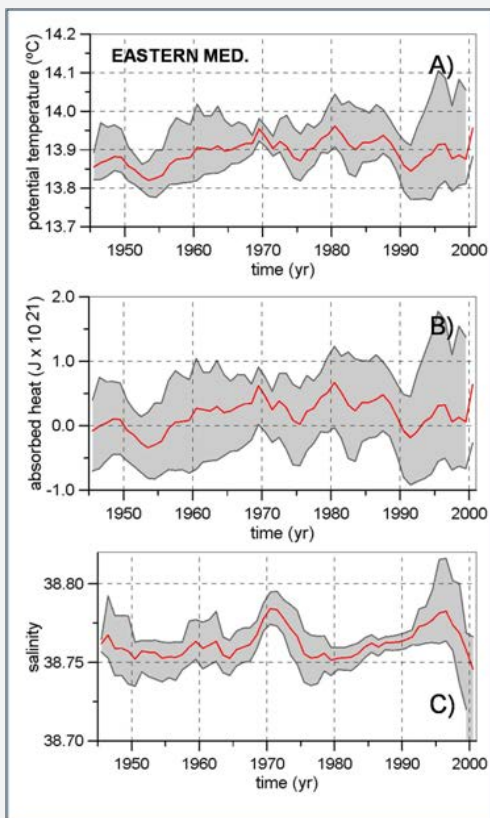 EASTERN MED.
A)
potential temperature (ºC)
14.2
14.1
14.0
13.9
13.8
13.7
1950 1960 1970 1980 1990 2000
time (yr)
B)
absorbed heat (J x 10 21)
2.0
1.0
0.0
-1.0
1950 1960 1970 1980 1990 2000
time (yr)
C)
salinity
38.80
38.75
38.70
1950 1960 1970 1980 1990 2000
time (yr)